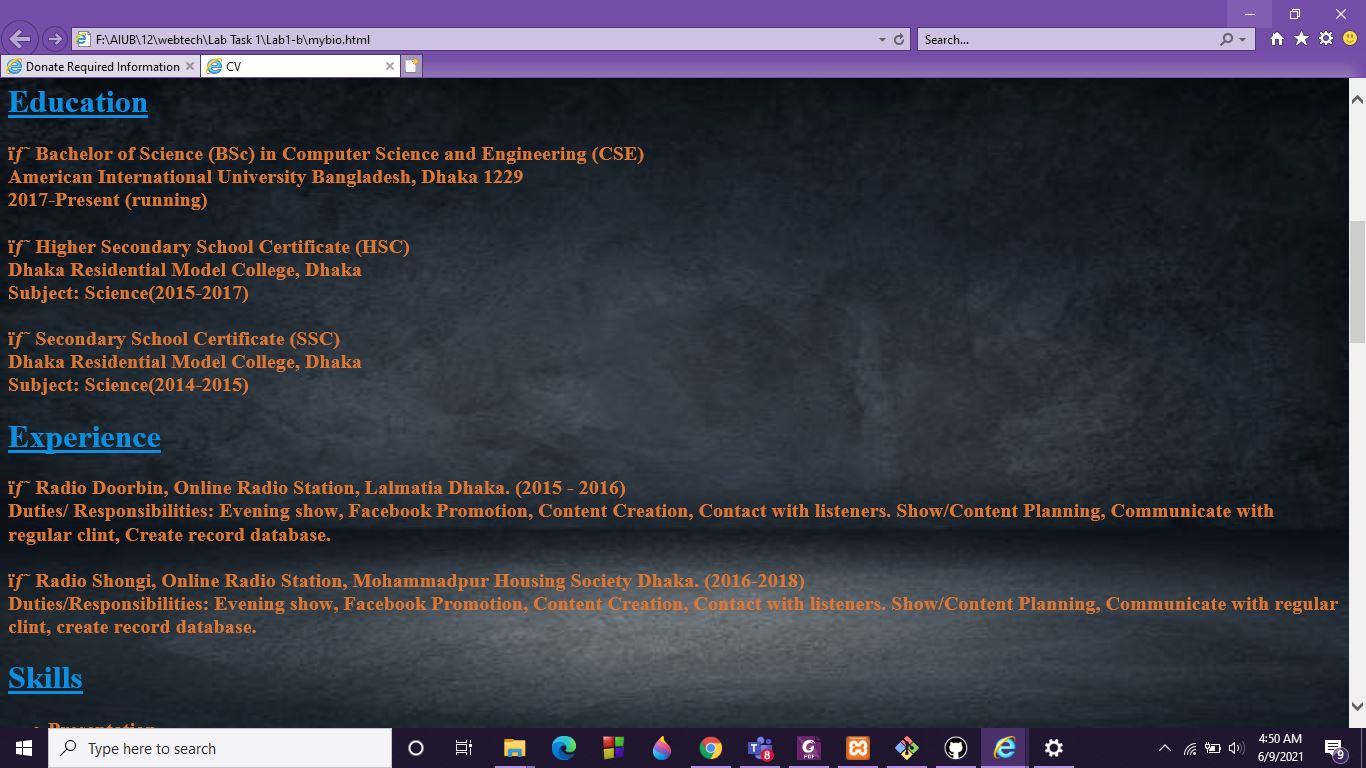 F:\AIUB\12\webtech\Lab Task 1\Lab1-b\mybio.html
Search...
Donate Required Information
CV
Education
ïƒ˜ Bachelor of Science (BSc) in Computer Science and Engineering (CSE)
American International University Bangladesh, Dhaka 1229
2017-Present (running)
ïƒ˜ Higher Secondary School Certificate (HSC)
Dhaka Residential Model College, Dhaka
Subject: Science(2015-2017)
ïƒ˜ Secondary School Certificate (SSC)
Dhaka Residential Model College, Dhaka
Subject: Science(2014-2015)
Experience
ïƒ˜ Radio Doorbin, Online Radio Station, Lalmatia Dhaka. (2015 - 2016)
Duties/ Responsibilities: Evening show, Facebook Promotion, Content Creation, Contact with listeners. Show/Content Planning, Communicate with
regular clint, Create record database.
ïƒ˜ Radio Shongi, Online Radio Station, Mohammadpur Housing Society Dhaka. (2016-2018)
Duties/Responsibilities: Evening show, Facebook Promotion, Content Creation, Contact with listeners. Show/Content Planning, Communicate with regular
clint, create record database.
Skills
• Presentation
Type here to search
8
PDF
4:50 AM
6/9/2021
9